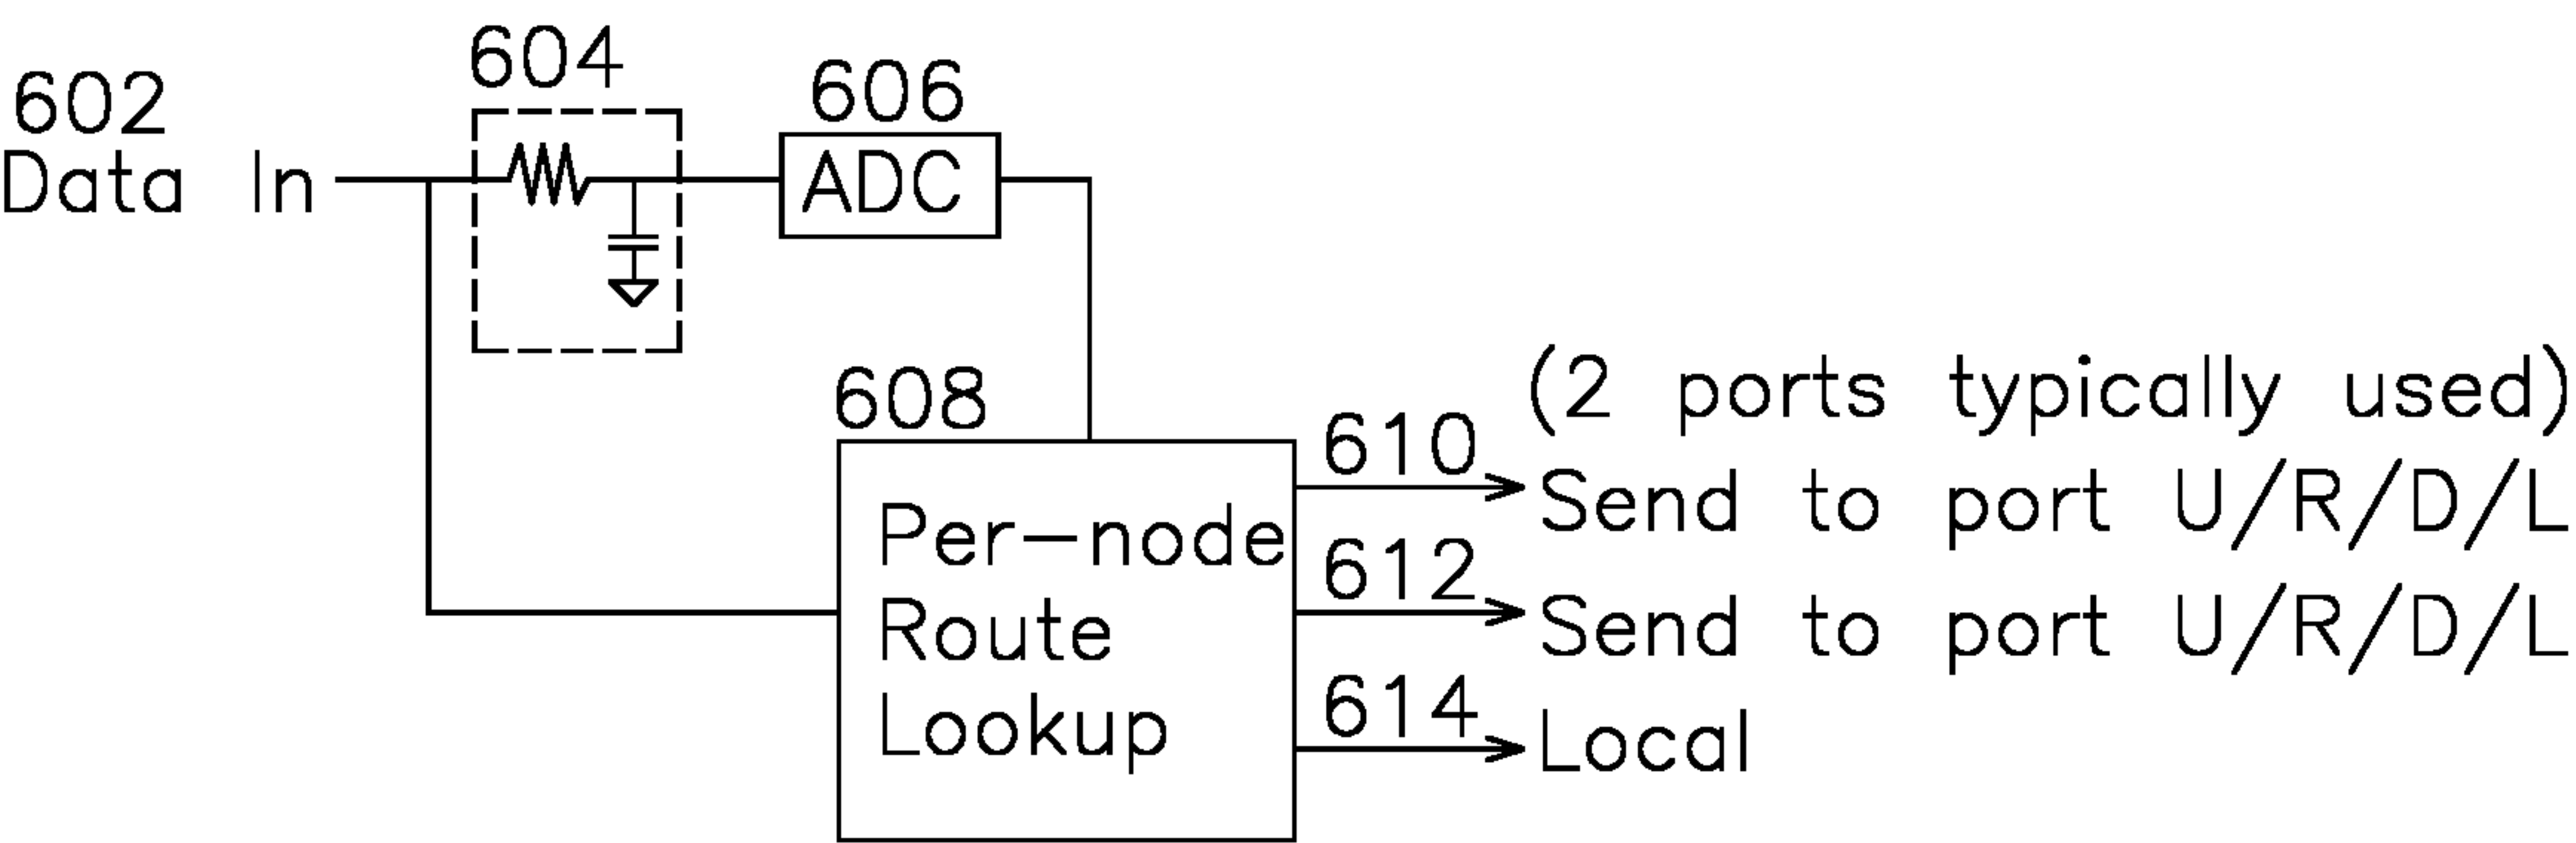 604
602
606
Data In
ADC
608
(2 ports typically used)
610
Send to port U/R/D/L
Per-node
612
Route
Send to port U/R/D/L
614
Lookup
Local